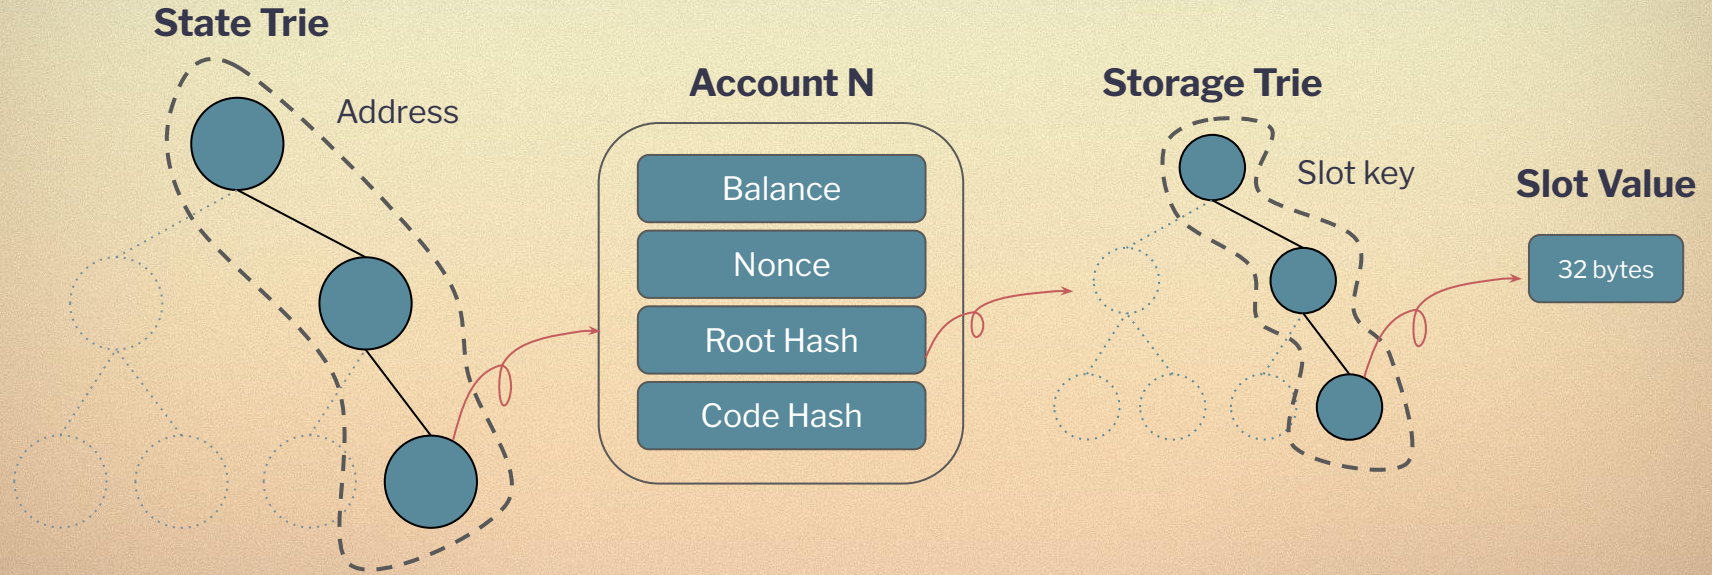 State Trie
Address
Account N
Balance
Nonce
Root Hash
Code Hash
Storage Trie
Slot key
Slot Value
32 bytes